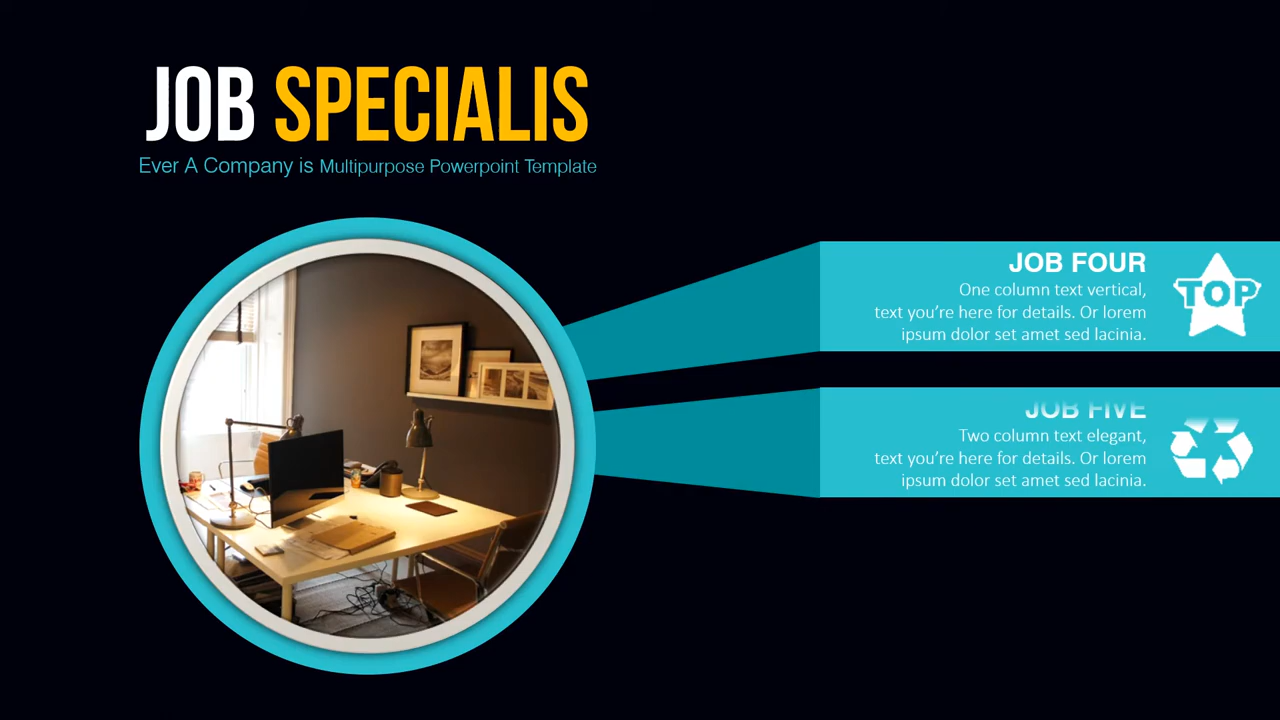 JOB SPECIALIS
Ever A Company is Multipurpose Powerpoint Template
JOB FOUR
One column text vertical,
text you’re here for details. Or lorem
ipsum dolor set amet sed lacinia.
TOP
JOB FIVE
Two column text elegant,
text you’re here for details. Or lorem
ipsum dolor set amet sed lacinia.